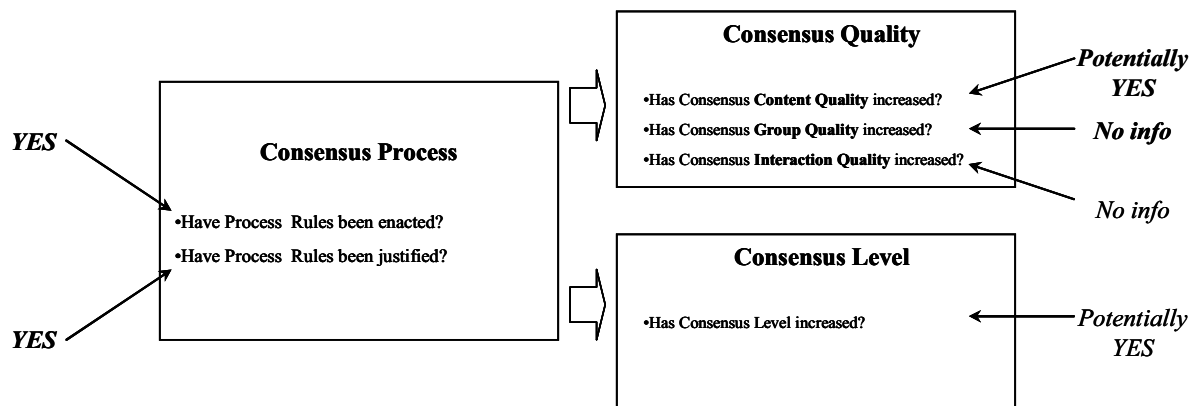 YES
YES
Consensus Process
•Have Process Rules been enacted?
•Have Process Rules been justified?
Consensus Quality
•Has Consensus Content Quality increased?
•Has Consensus Group Quality increased?
•Has Consensus Interaction Quality increased?
Potentially
YES
No info
No info
Consensus Level
•Has Consensus Level increased?
Potentially
YES